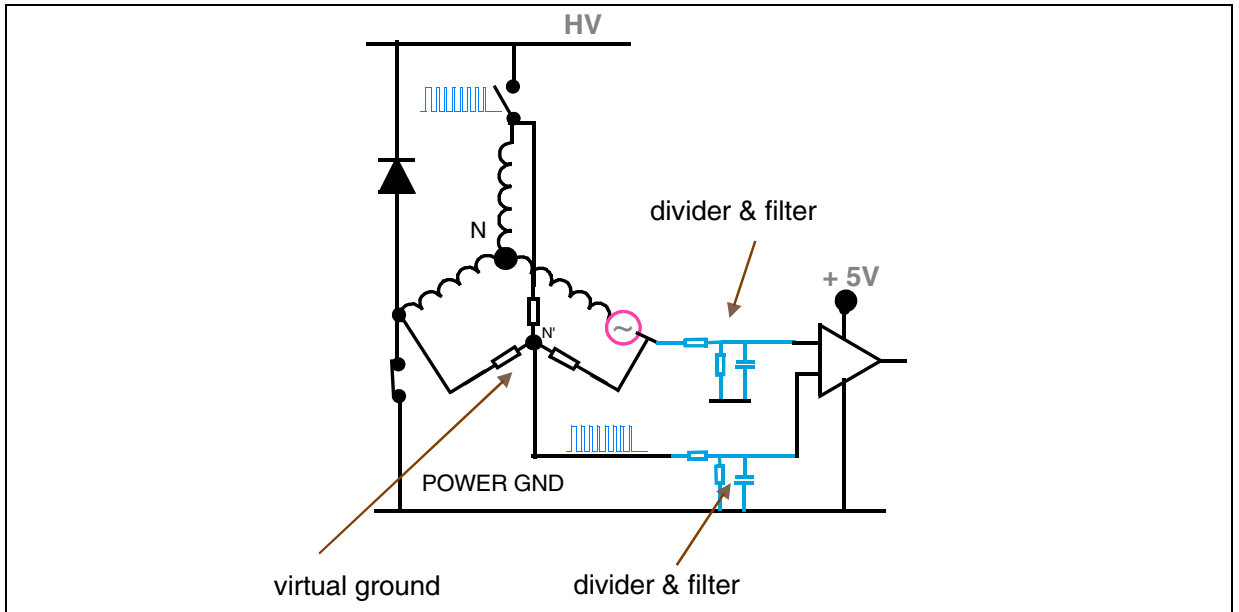 HV
divider & filter
N
+ 5V
N'
~
POWER GND
virtual ground
divider & filter